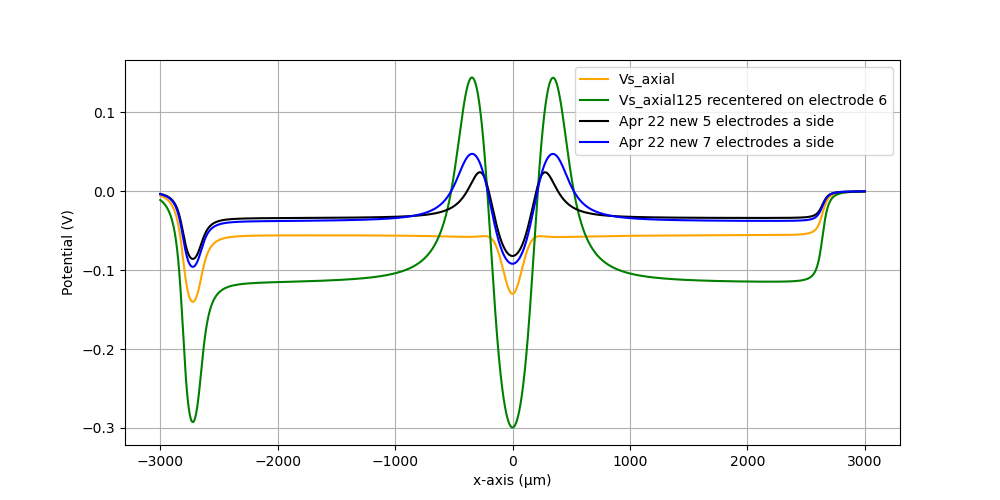 Vs_axial
Vs_axial125 recentered on electrode 6
Apr 22 new 5 electrodes a side
Apr 22 new 7 electrodes a side
Potential (V)
0.1
0.0
−0.1
−0.2
−0.3
−3000
−2000
−1000
0
1000
2000
3000
x-axis (μm)